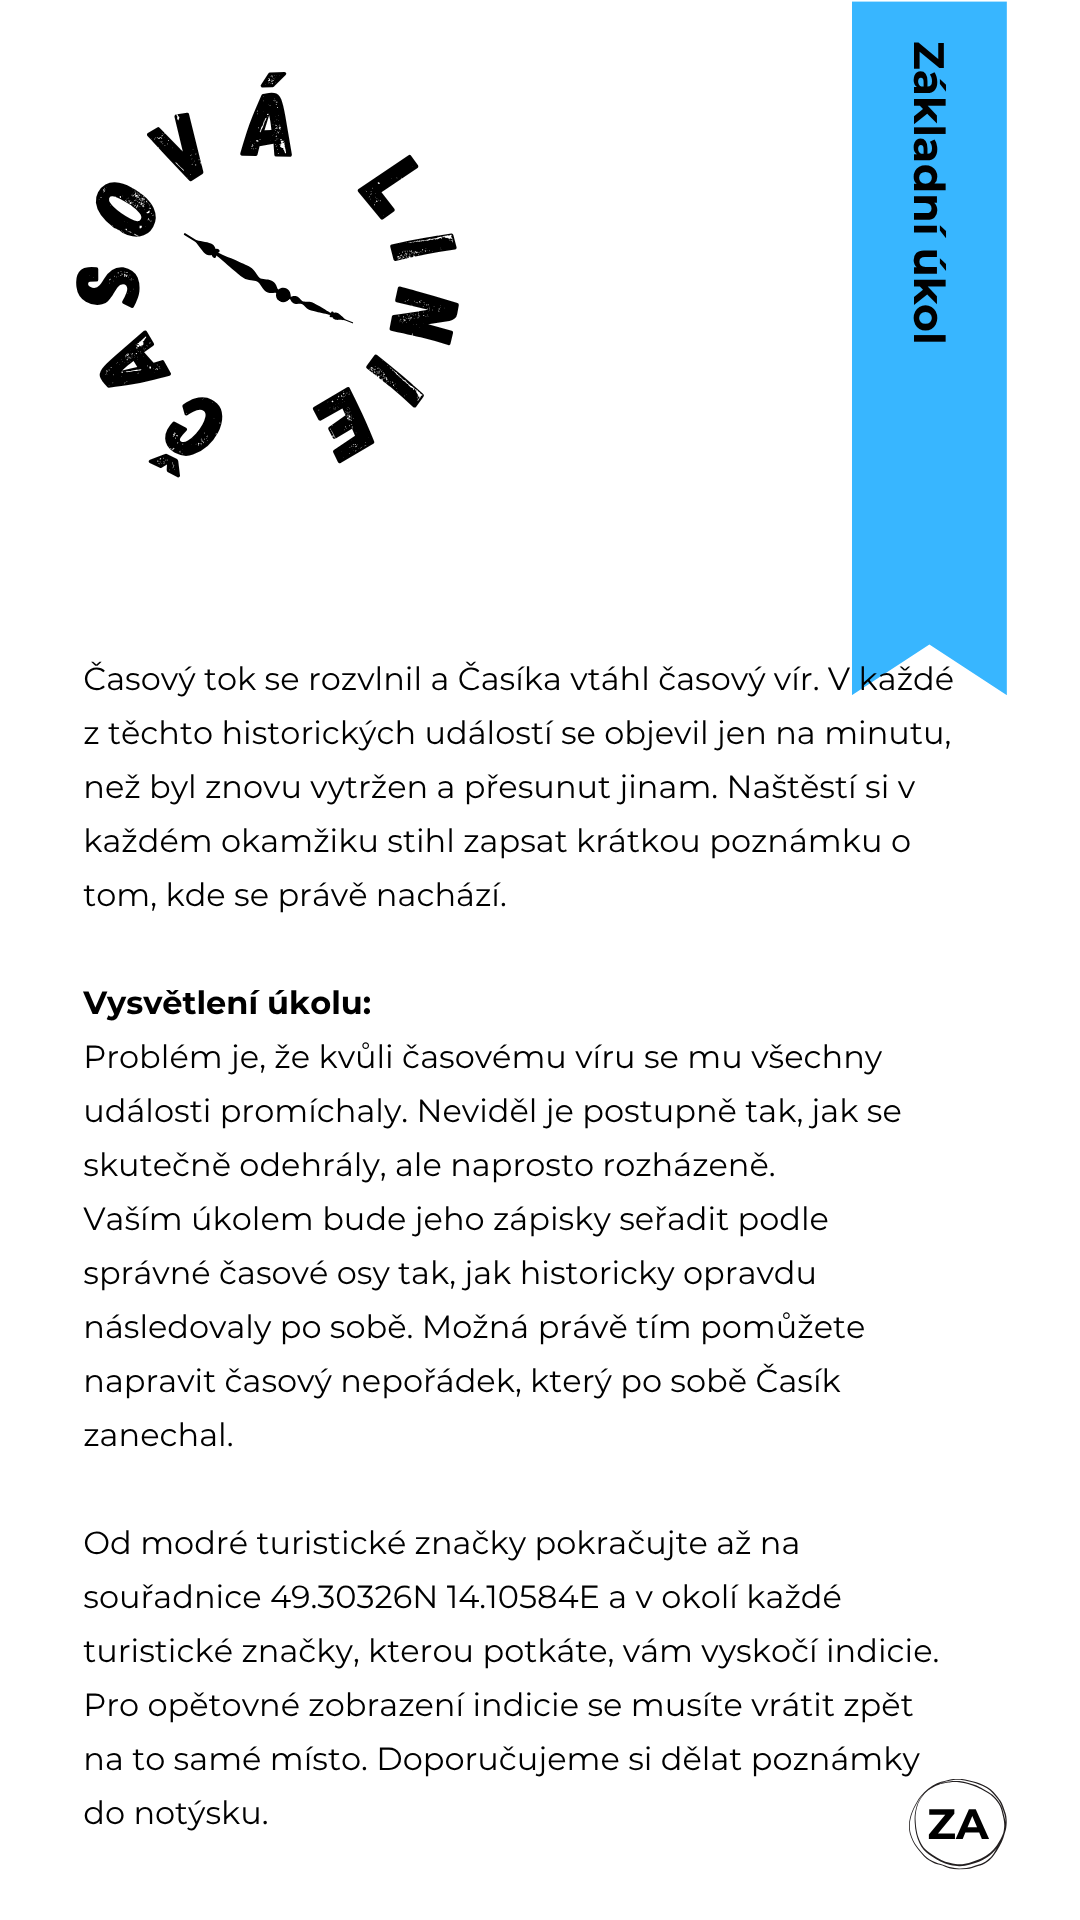 ČASOVÁ LINIE
Základní úkol
Časový tok se rozvlnil a Časíka vtáhl časový vír. V každé
z těchto historických událostí se objevil jen na minutu,
než byl znovu vytržen a přesunut jinam. Naštěstí si v
každém okamžiku stihl zapsat krátkou poznámku o
tom, kde se právě nachází.
Vysvětlení úkolu:
Problém je, že kvůli časovému víru se mu všechny
události promíchaly. Neviděl je postupně tak, jak se
skutečně odehrály, ale naprosto rozházeně.
Vaším úkolem bude jeho zápisky seřadit podle
správné časové osy tak, jak historicky opravdu
následovaly po sobě. Možná právě tím pomůžete
napravit časový nepořádek, který po sobě Časík
zanechal.
Od modré turistické značky pokračujte až na
souřadnice 49.30326N 14.10584E a v okolí každé
turistické značky, kterou potkáte, vám vyskočí indicie.
Pro opětovné zobrazení indicie se musíte vrátit zpět
na to samé místo. Doporučujeme si dělat poznámky
do notýsku.
ZA